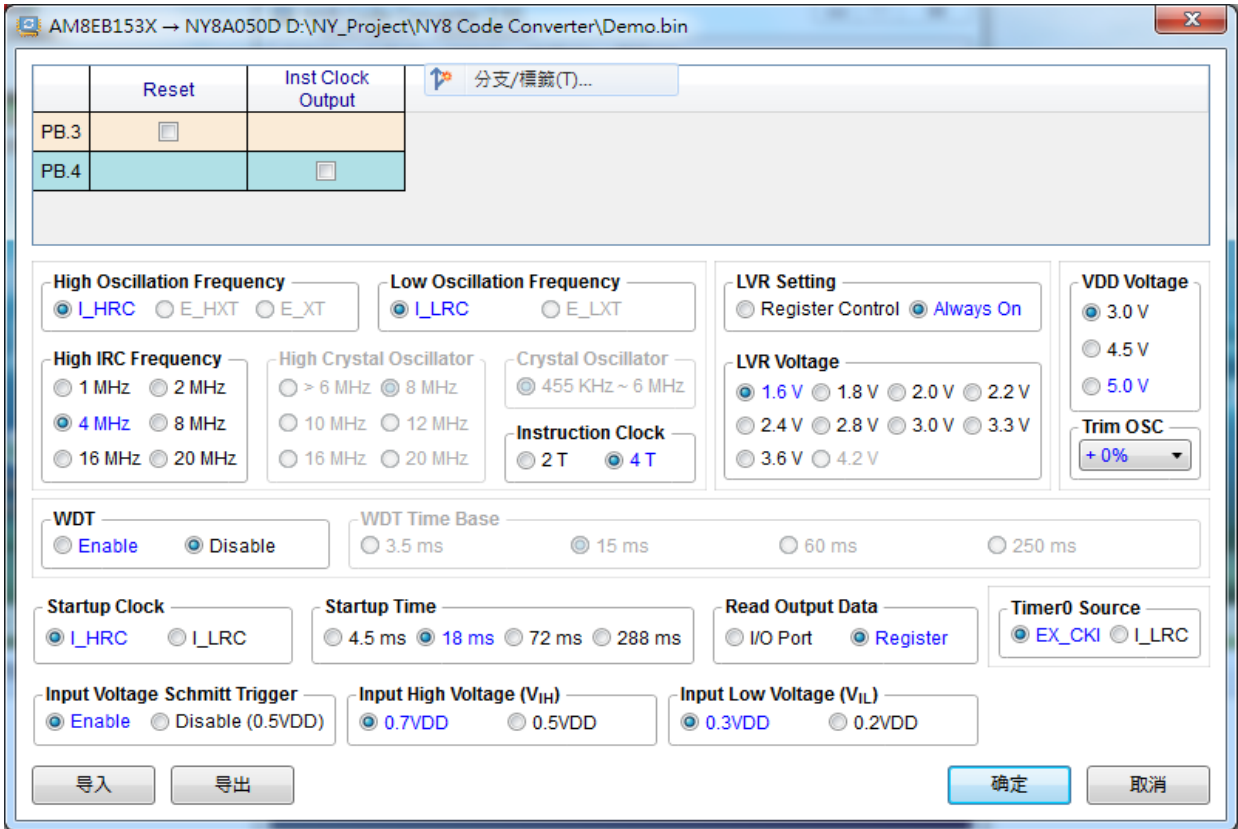 AM8EB153X → NY8A050D D:\NY_Project\NY8 Code Converter\Demo.bin
Reset
Inst Clock
Output
分支/標籤(T)...
PB.3
PB.4
High Oscillation Frequency
I_HRC E_HXT E_XT
Low Oscillation Frequency
I_LRC E_LXT
LVR Setting
Register Control Always On
VDD Voltage
3.0 V
4.5 V
5.0 V
High IRC Frequency
1 MHz 2 MHz
4 MHz 8 MHz
16 MHz 20 MHz
High Crystal Oscillator
> 6 MHz 8 MHz
10 MHz 12 MHz
16 MHz 20 MHz
Crystal Oscillator
455 KHz ~ 6 MHz
Instruction Clock
2 T 4 T
LVR Voltage
1.6 V 1.8 V 2.0 V 2.2 V
2.4 V 2.8 V 3.0 V 3.3 V
3.6 V 4.2 V
Trim OSC
+ 0%
WDT
Enable Disable
WDT Time Base
3.5 ms 15 ms 60 ms 250 ms
Startup Clock
I_HRC I_LRC
Startup Time
4.5 ms 18 ms 72 ms 288 ms
Read Output Data
I/O Port Register
Timer0 Source
EX_CKI I_LRC
Input Voltage Schmitt Trigger
Enable Disable (0.5VDD)
Input High Voltage (VIH)
0.7VDD 0.5VDD
Input Low Voltage (VIL)
0.3VDD 0.2VDD
导入 导出 确定 取消